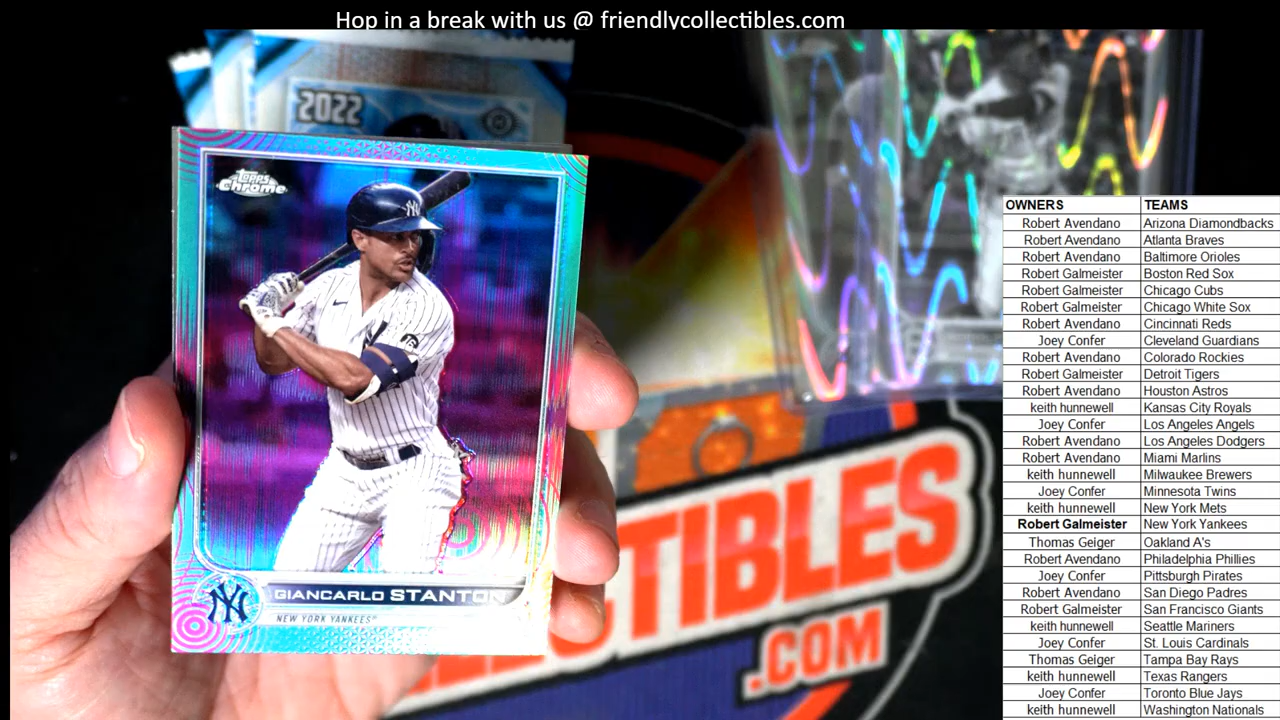 Hop in a break with us @ friendlycollectibles.com
2022
Topps
Chrome
NY
GIANCARLO STANTON
NEW YORK YANKEES
TIBLES
.COM
OWNERS TEAMS
Robert Avendano Arizona Diamondbacks
Robert Avendano Atlanta Braves
Robert Avendano Baltimore Orioles
Robert Galmeister Boston Red Sox
Robert Galmeister Chicago Cubs
Robert Galmeister Chicago White Sox
Robert Avendano Cincinnati Reds
Joey Confer Cleveland Guardians
Robert Avendano Colorado Rockies
Robert Galmeister Detroit Tigers
Robert Avendano Houston Astros
keith hunnewell Kansas City Royals
Joey Confer Los Angeles Angels
Robert Avendano Los Angeles Dodgers
Robert Avendano Miami Marlins
keith hunnewell Milwaukee Brewers
Joey Confer Minnesota Twins
keith hunnewell New York Mets
Robert Galmeister New York Yankees
Thomas Geiger Oakland A's
Robert Avendano Philadelphia Phillies
Joey Confer Pittsburgh Pirates
Robert Avendano San Diego Padres
Robert Galmeister San Francisco Giants
keith hunnewell Seattle Mariners
Joey Confer St. Louis Cardinals
Thomas Geiger Tampa Bay Rays
keith hunnewell Texas Rangers
Joey Confer Toronto Blue Jays
keith hunnewell Washington Nationals